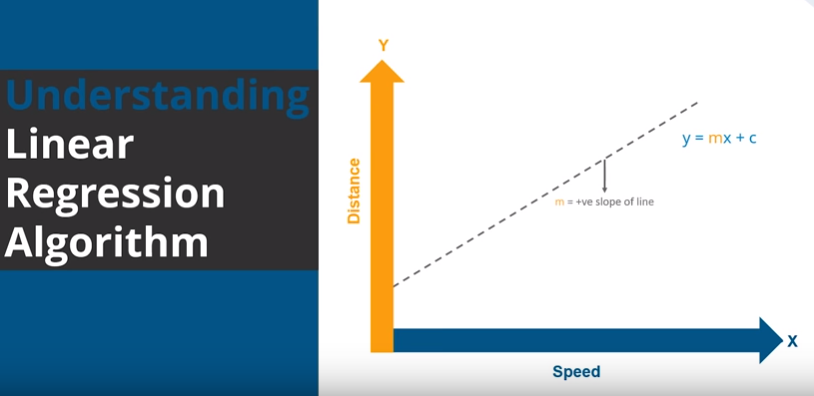 Understanding
Linear
Regression
Algorithm
Y
Distance
y = mx + c
m = +ve slope of line
X
Speed